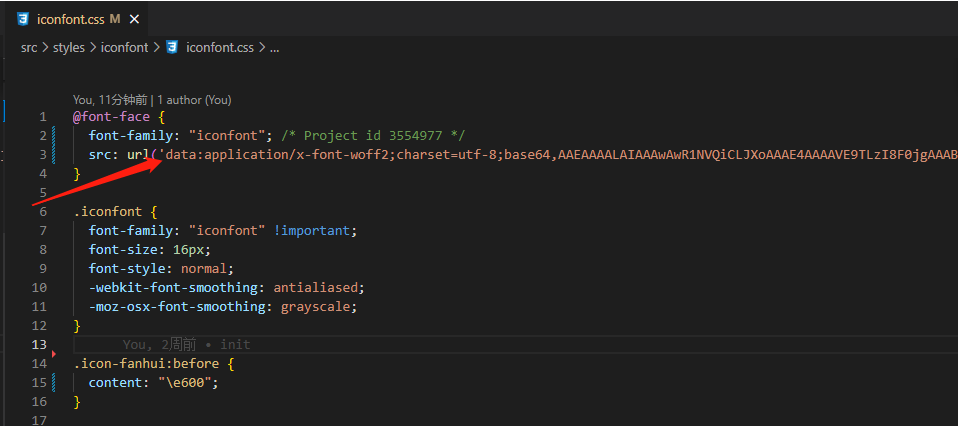 iconfont.css M
src > styles > iconfont > iconfont.css > ...
You, 11分钟前 | 1 author (You)
1 @font-face {
2 font-family: "iconfont"; /* Project id 3554977 */
3 src: url('data:application/x-font-woff2;charset=utf-8;base64,AAEAAAALAIAAAwAwR1NVQiCLJXoAAAE4AAAAVE9TLzI8F0jgAAAB
4 }
5
6 .iconfont {
7 font-family: "iconfont" !important;
8 font-size: 16px;
9 font-style: normal;
10 -webkit-font-smoothing: antialiased;
11 -moz-osx-font-smoothing: grayscale;
12 }
13 You, 2周前 • init
14 .icon-fanhui:before {
15 content: "\e600";
16 }
17